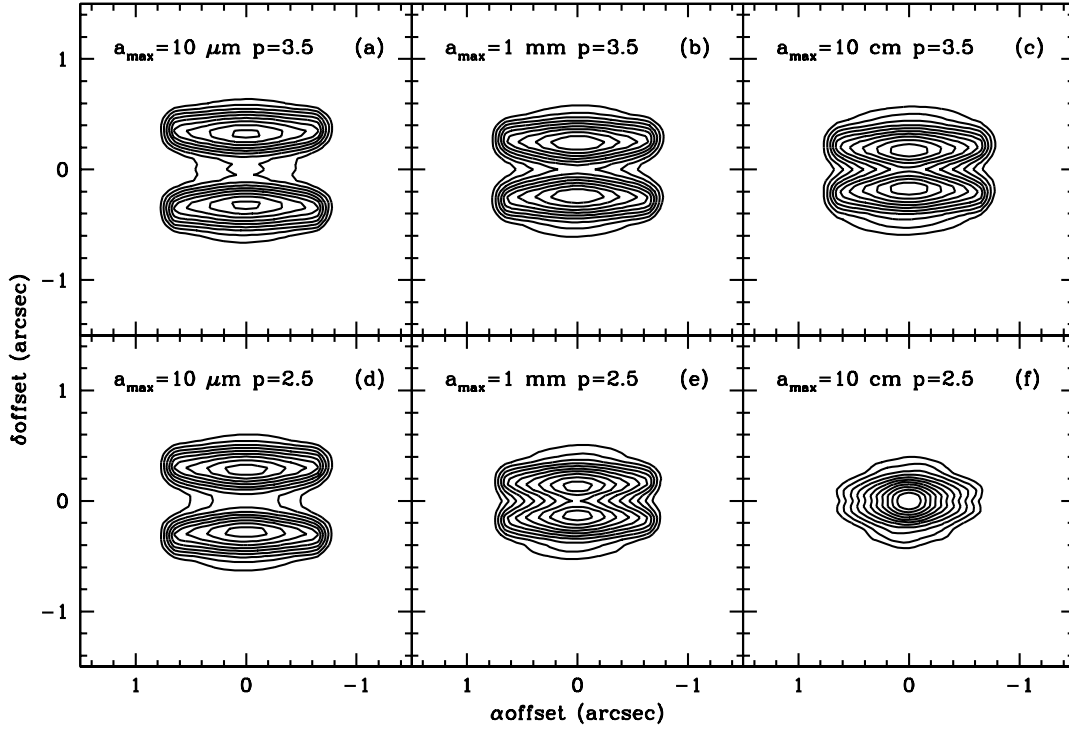 a_max=10 μm p=3.5 (a)
a_max=1 mm p=3.5 (b)
a_max=10 cm p=3.5 (c)
1
0
−1
a_max=10 μm p=2.5 (d)
a_max=1 mm p=2.5 (e)
a_max=10 cm p=2.5 (f)
1
0
−1
δoffset (arcsec)
1 0 −1 1 0 −1 1 0 −1
αoffset (arcsec)